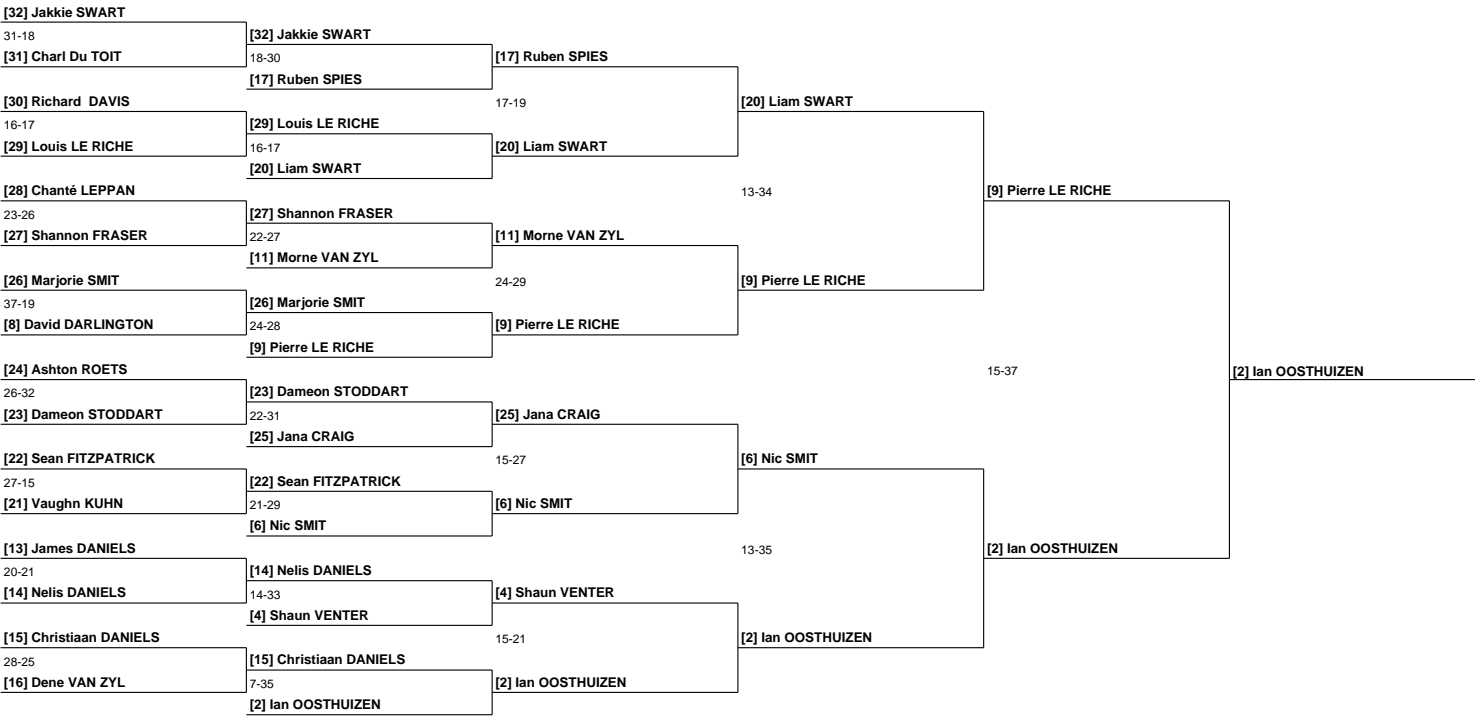 [32] Jakkie SWART
31-18
[31] Charl Du TOIT
[30] Richard  DAVIS
16-17
[29] Louis LE RICHE
[28] Chanté LEPPAN
23-26
[27] Shannon FRASER
[26] Marjorie SMIT
37-19
[8] David DARLINGTON
[24] Ashton ROETS
26-32
[23] Dameon STODDART
[22] Sean FITZPATRICK
27-15
[21] Vaughn KUHN
[13] James DANIELS
20-21
[14] Nelis DANIELS
[15] Christiaan DANIELS
28-25
[16] Dene VAN ZYL
[32] Jakkie SWART
18-30
[17] Ruben SPIES
[29] Louis LE RICHE
16-17
[20] Liam SWART
[27] Shannon FRASER
22-27
[11] Morne VAN ZYL
[26] Marjorie SMIT
24-28
[9] Pierre LE RICHE
[23] Dameon STODDART
22-31
[25] Jana CRAIG
[22] Sean FITZPATRICK
21-29
[6] Nic SMIT
[14] Nelis DANIELS
14-33
[4] Shaun VENTER
[15] Christiaan DANIELS
7-35
[2] Ian OOSTHUIZEN
[17] Ruben SPIES
17-19
[20] Liam SWART
[11] Morne VAN ZYL
24-29
[9] Pierre LE RICHE
[25] Jana CRAIG
15-27
[6] Nic SMIT
[4] Shaun VENTER
15-21
[2] Ian OOSTHUIZEN
[20] Liam SWART
13-34
[9] Pierre LE RICHE
[6] Nic SMIT
13-35
[2] Ian OOSTHUIZEN
[9] Pierre LE RICHE
15-37
[2] Ian OOSTHUIZEN
[2] Ian OOSTHUIZEN